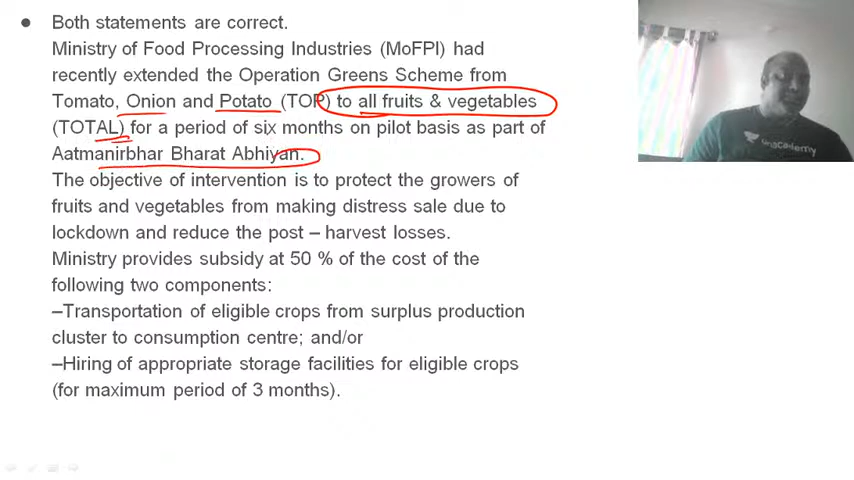 Both statements are correct.
Ministry of Food Processing Industries (MoFPI) had
recently extended the Operation Greens Scheme from
Tomato, Onion and Potato (TOP) to all fruits & vegetables
(TOTAL) for a period of six months on pilot basis as part of
Aatmanirbhar Bharat Abhiyan.
The objective of intervention is to protect the growers of
fruits and vegetables from making distress sale due to
lockdown and reduce the post – harvest losses.
Ministry provides subsidy at 50 % of the cost of the
following two components:
–Transportation of eligible crops from surplus production
cluster to consumption centre; and/or
–Hiring of appropriate storage facilities for eligible crops
(for maximum period of 3 months).
unacademy